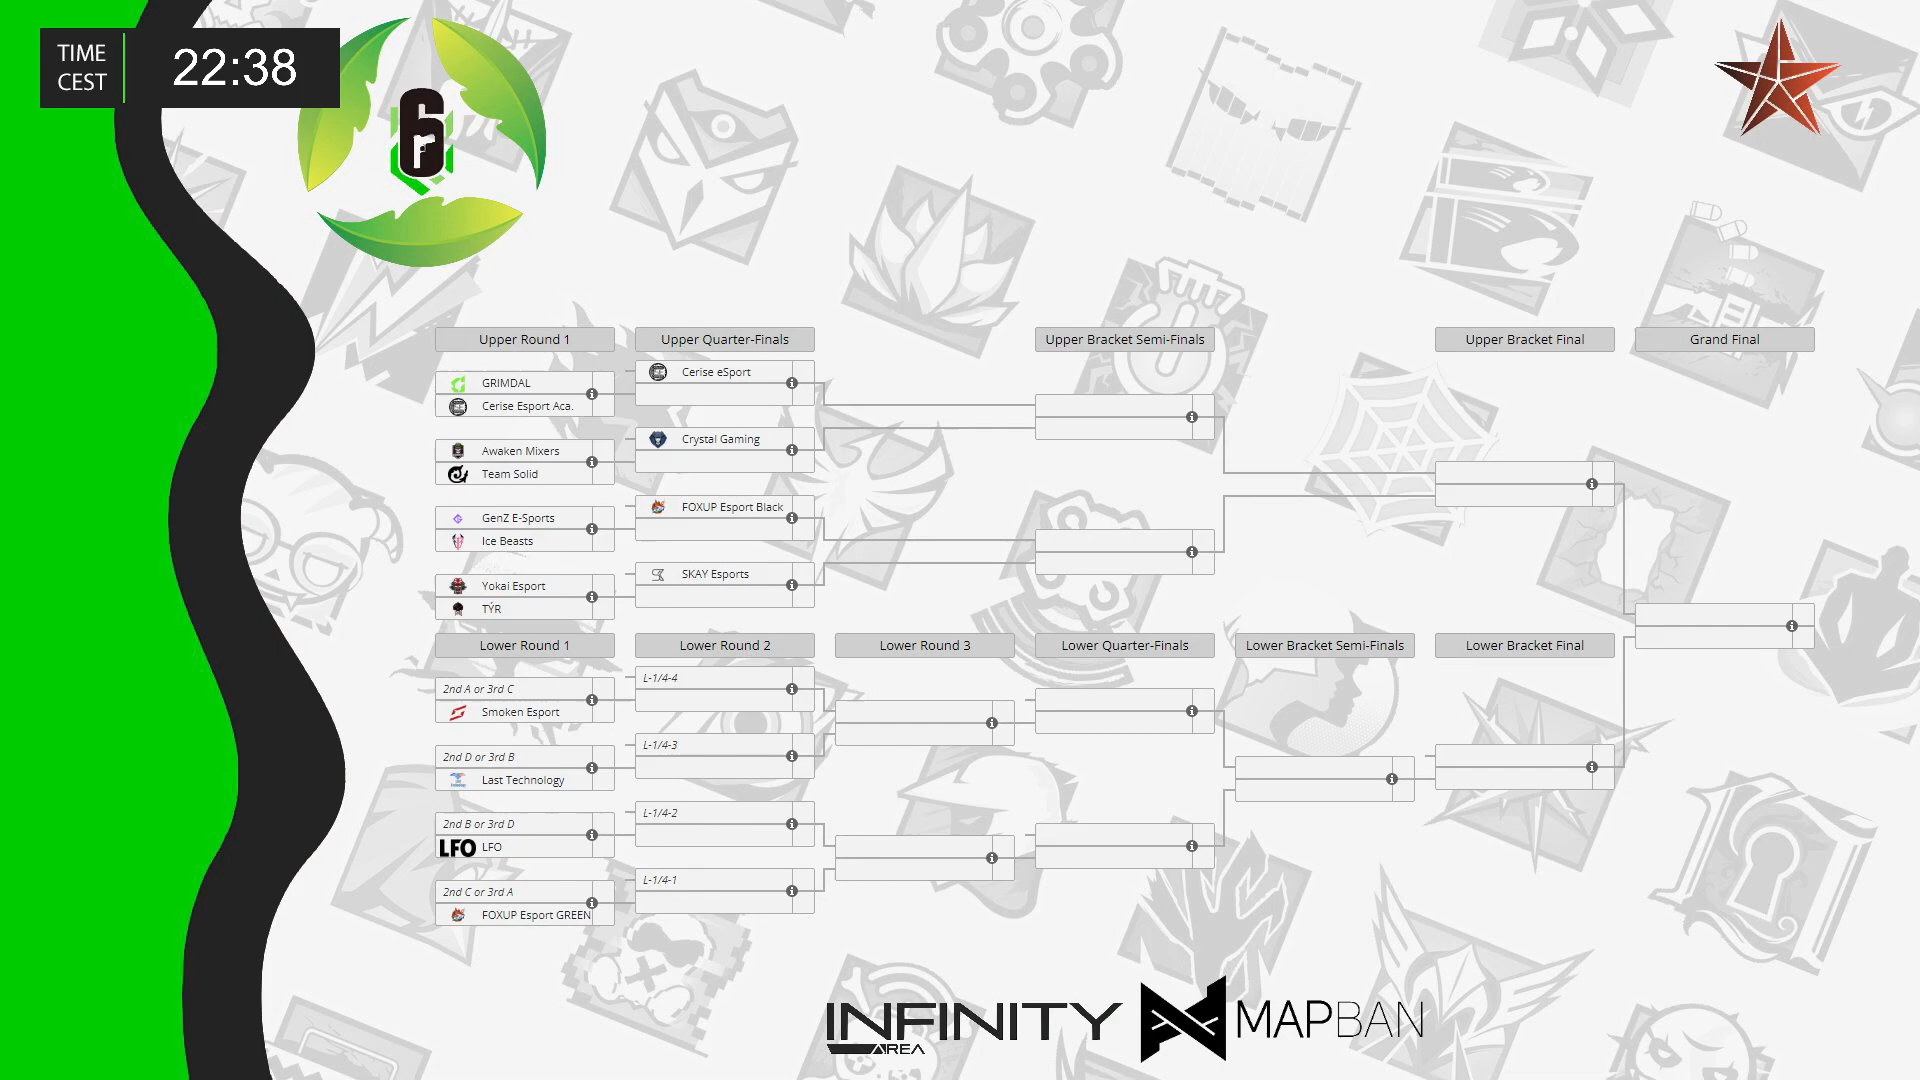 TIME
CEST
22:38
6
Upper Round 1
Upper Quarter-Finals
Upper Bracket Semi-Finals
Upper Bracket Final
Grand Final
GRIMDAL
Cerise Esport Aca.
Awaken Mixers
Team Solid
GenZ E-Sports
Ice Beasts
Yokai Esport
TÝR
Cerise eSport
Crystal Gaming
FOXUP Esport Black
SKAY Esports
Lower Round 1
Lower Round 2
Lower Round 3
Lower Quarter-Finals
Lower Bracket Semi-Finals
Lower Bracket Final
2nd A or 3rd C
Smoken Esport
2nd D or 3rd B
Last Technology
2nd B or 3rd D
LFO LFO
2nd C or 3rd A
FOXUP Esport GREEN
L-1/4-4
L-1/4-3
L-1/4-2
L-1/4-1
INFINITY
AREA
MAPBAN